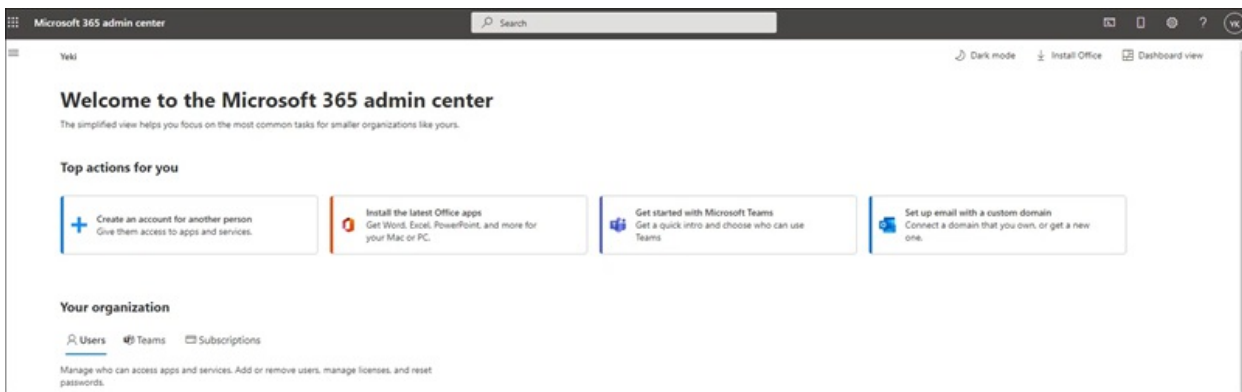 Microsoft 365 admin center
Search
?
YK
Yeki
Dark mode
Install Office
Dashboard view
Welcome to the Microsoft 365 admin center
The simplified view helps you focus on the most common tasks for smaller organizations like yours.
Top actions for you
Create an account for another person
Give them access to apps and services.
Install the latest Office apps
Get Word, Excel, PowerPoint, and more for
your Mac or PC.
Get started with Microsoft Teams
Get a quick intro and choose who can use
Teams
Set up email with a custom domain
Connect a domain that you own, or get a new
one.
Your organization
Users
Teams
Subscriptions
Manage who can access apps and services. Add or remove users, manage licenses, and reset
passwords.